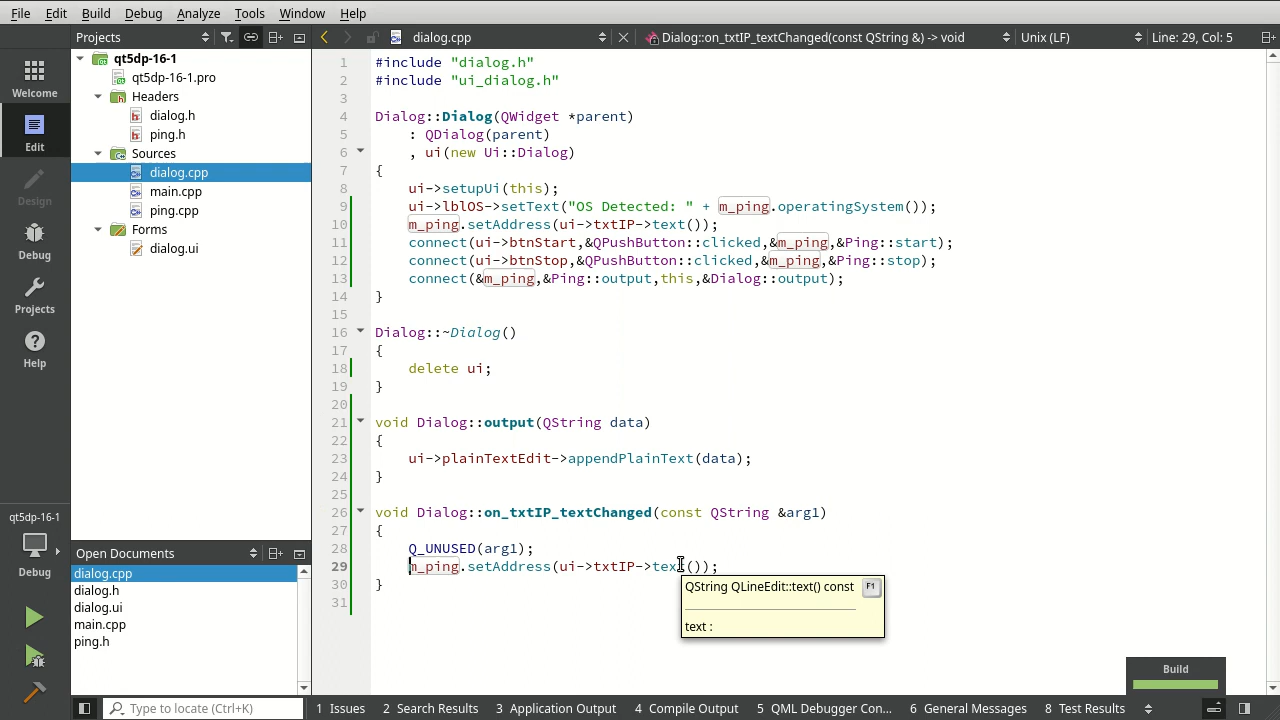 File Edit View Build Debug Analyze Tools Window Help
Projects
dialog.cpp
Dialog::on_txtIP_textChanged(const QString &) -> void
Unix (LF)
Line: 29, Col: 5
Welcome
Edit
Design
Debug
Projects
Help
qt5dp-16-1
Debug
qt5dp-16-1
qt5dp-16-1.pro
Headers
dialog.h
ping.h
Sources
dialog.cpp
main.cpp
ping.cpp
Forms
dialog.ui
Open Documents
dialog.cpp
dialog.h
dialog.ui
main.cpp
ping.h
1 #include "dialog.h"
2 #include "ui_dialog.h"
3
4 Dialog::Dialog(QWidget *parent)
5     : QDialog(parent)
6     , ui(new Ui::Dialog)
7 {
8     ui->setupUi(this);
9     ui->lblOS->setText("OS Detected: " + m_ping.operatingSystem());
10     m_ping.setAddress(ui->txtIP->text());
11     connect(ui->btnStart,&QPushButton::clicked,&m_ping,&Ping::start);
12     connect(ui->btnStop,&QPushButton::clicked,&m_ping,&Ping::stop);
13     connect(&m_ping,&Ping::output,this,&Dialog::output);
14 }
15
16 Dialog::~Dialog()
17 {
18     delete ui;
19 }
20
21 void Dialog::output(QString data)
22 {
23     ui->plainTextEdit->appendPlainText(data);
24 }
25
26 void Dialog::on_txtIP_textChanged(const QString &arg1)
27 {
28     Q_UNUSED(arg1);
29     m_ping.setAddress(ui->txtIP->text());
30 }
31
QString QLineEdit::text() const F1
text :
Build
Type to locate (Ctrl+K)
1 Issues 2 Search Results 3 Application Output 4 Compile Output 5 QML Debugger Con... 6 General Messages 8 Test Results